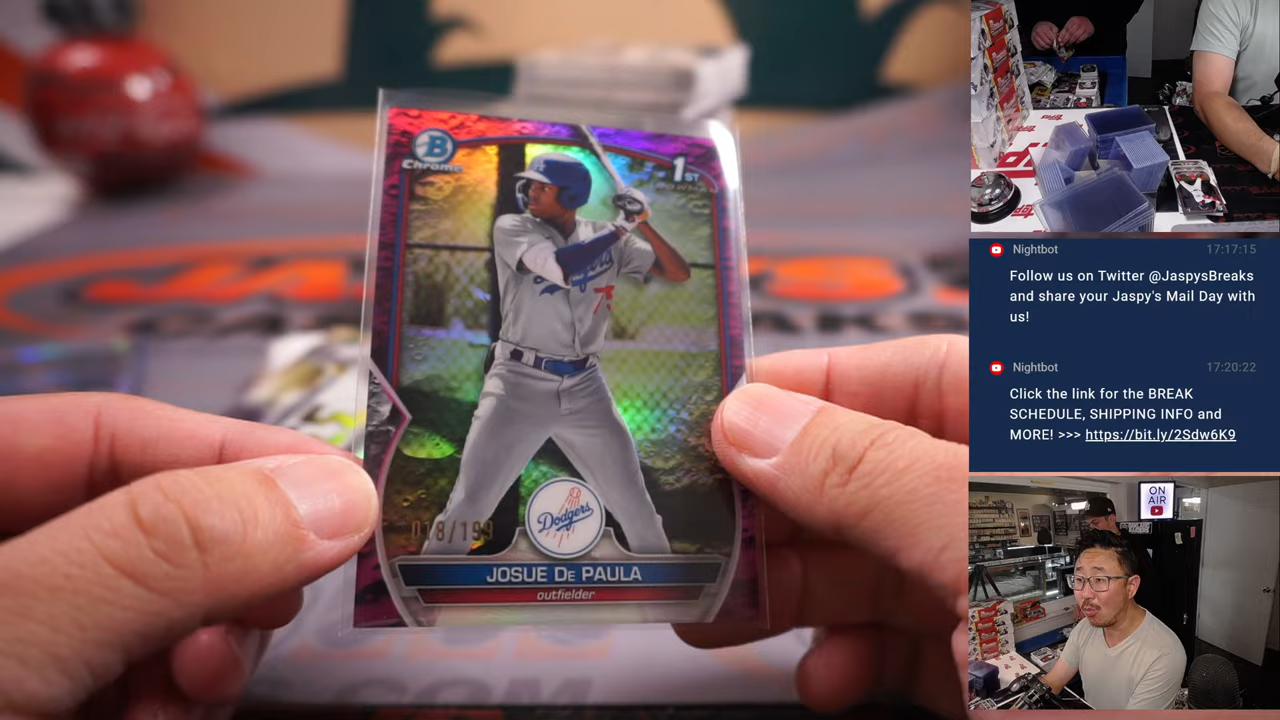 B
Chrome
1ST
BOWMAN
Dodgers
018/199
Dodgers
JOSUE DE PAULA
outfielder
Nightbot
17:17:15
Follow us on Twitter @JaspysBreaks
and share your Jaspy's Mail Day with
us!
Nightbot
17:20:22
Click the link for the BREAK
SCHEDULE, SHIPPING INFO and
MORE! >>> https://bit.ly/2Sdw6K9
ON
AIR